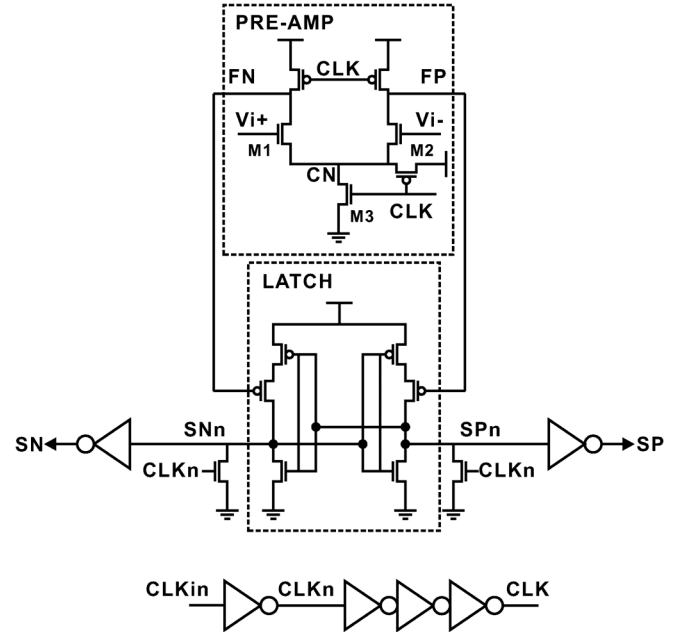 PRE-AMP
FN CLK FP
Vi+ Vi-
M1 M2
CN
M3 CLK
LATCH
SN SNn SPn SP
CLKn CLKn
CLKin CLKn CLK